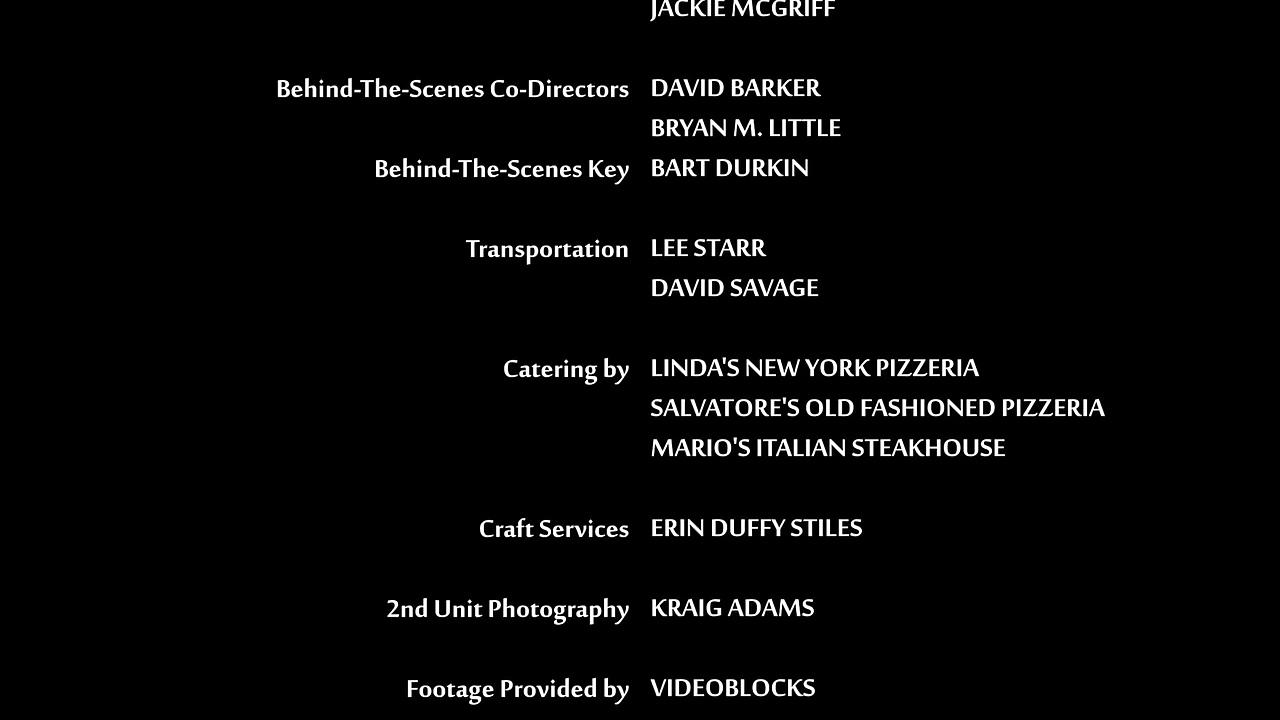 JACKIE MCGRIFF
Behind-The-Scenes Co-Directors DAVID BARKER
BRYAN M. LITTLE
Behind-The-Scenes Key BART DURKIN
Transportation LEE STARR
DAVID SAVAGE
Catering by LINDA'S NEW YORK PIZZERIA
SALVATORE'S OLD FASHIONED PIZZERIA
MARIO'S ITALIAN STEAKHOUSE
Craft Services ERIN DUFFY STILES
2nd Unit Photography KRAIG ADAMS
Footage Provided by VIDEOBLOCKS